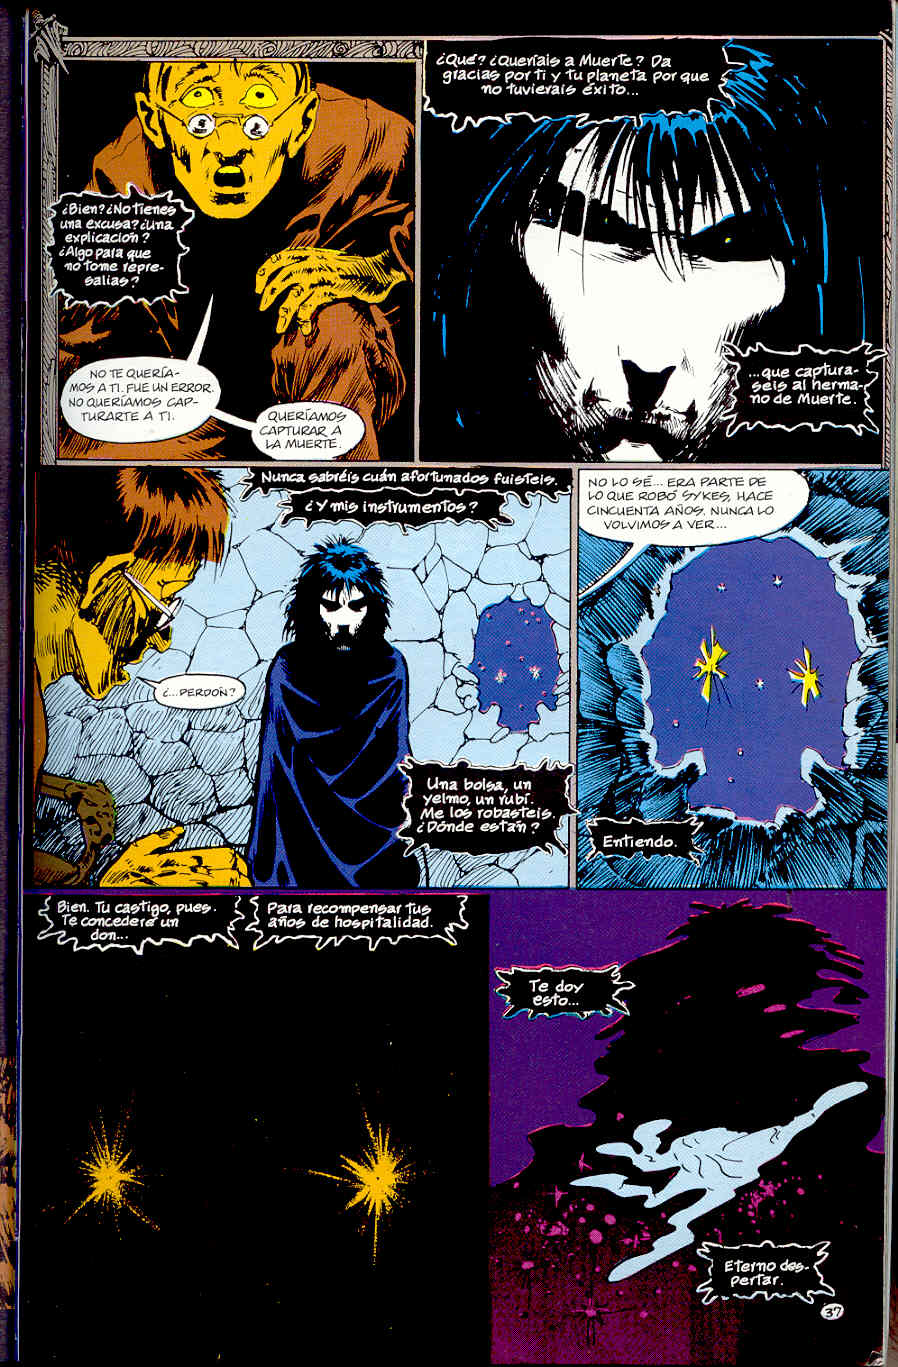 ¿Bien? ¿No tienes
una excusa? ¿Una
explicación?
¿Algo para que
no tome repre-
salias?
NO TE QUERÍA-
MOS A TI. FUE UN ERROR.
NO QUERÍAMOS CAP-
TURARTE A TI.
QUERÍAMOS
CAPTURAR A
LA MUERTE.
¿Qué? ¿Queríais a Muerte? Da
gracias por ti y tu planeta por que
no tuvierais éxito...
...que captura-
seis al herma-
no de Muerte.
Nunca sabréis cuán afortunados fuisteis.
¿Y mis instrumentos?
¿...PERDÓN?
Una bolsa, un
yelmo, un rubí.
Me los robasteis.
¿Dónde están?
NO LO SÉ... ERA PARTE DE
LO QUE ROBÓ SYKES, HACE
CINCUENTA AÑOS. NUNCA LO
VOLVIMOS A VER...
Entiendo.
Bien. Tu castigo, pues.
Te concederé un
don...
Para recompensar tus
años de hospitalidad.
Te doy
esto...
Eterno des-
pertar.
37